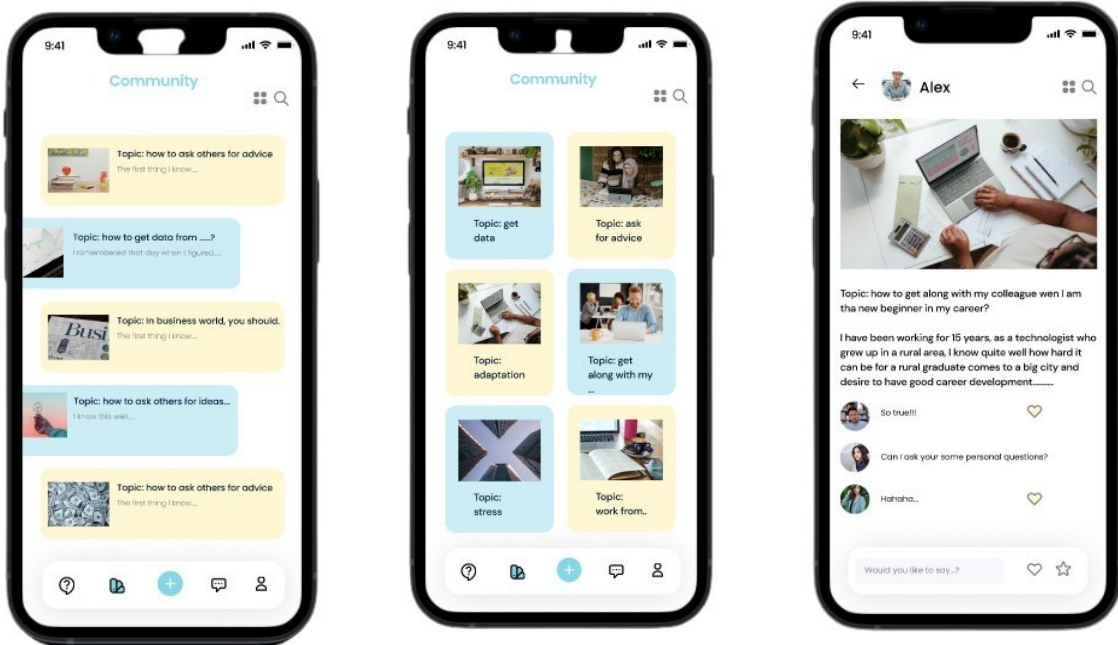 9:41
Community
Topic: how to ask others for advice
The first thing I know....
Topic: how to get data from .....?
I remembered that day when I figured.....
Busi
Topic: In business world, you should.
The first thing I know....
Topic: how to ask others for ideas...
I know this well....
Topic: how to ask others for advice
The first thing I know....
9:41
Community
Topic: get
data
Topic: ask
for advice
Topic:
adaptation
Topic: get
along with my
...
Topic:
stress
Topic:
work from..
9:41
Alex
Topic: how to get along with my colleague wen I am
tha new beginner in my career?
I have been working for 15 years, as a technologist who
grew up in a rural area, I know quite well how hard it
can be for a rural graduate comes to a big city and
desire to have good career development..........
So true!!!
Can I ask your some personal questions?
Hahaha...
Would you like to say..?